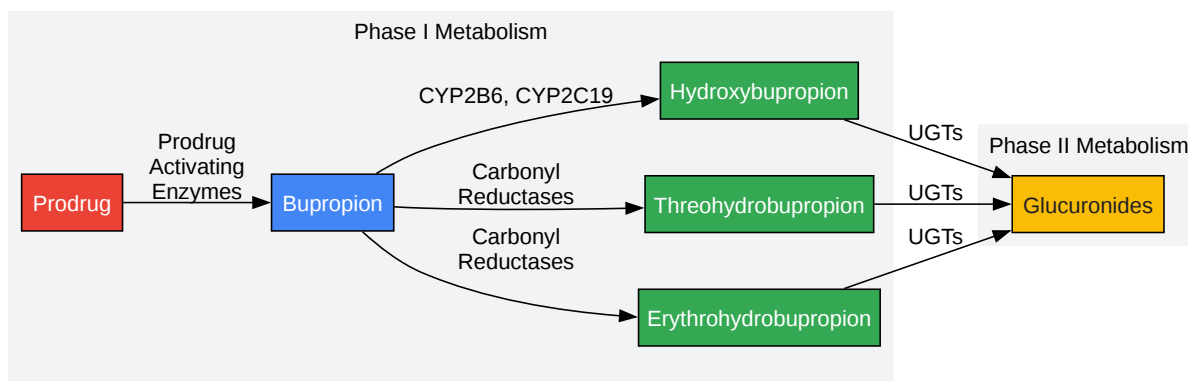 Phase I Metabolism
Prodrug
Prodrug
Activating
Enzymes
Bupropion
CYP2B6, CYP2C19
Hydroxybupropion
Carbonyl
Reductases
Threohydrobupropion
Carbonyl
Reductases
Erythrohydrobupropion
UGTs
UGTs
UGTs
Phase II Metabolism
Glucuronides